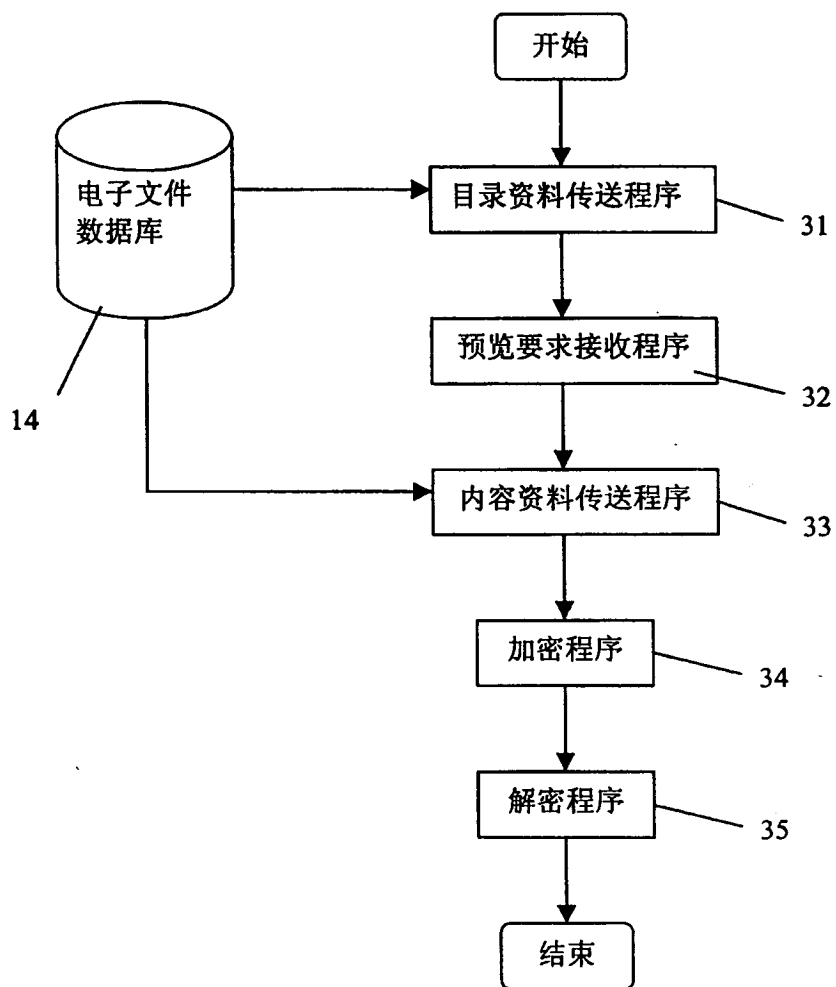 开始
电子文件
数据库
目录资料传送程序
31
预览要求接收程序
32
14
内容资料传送程序
33
加密程序
34
解密程序
35
结束